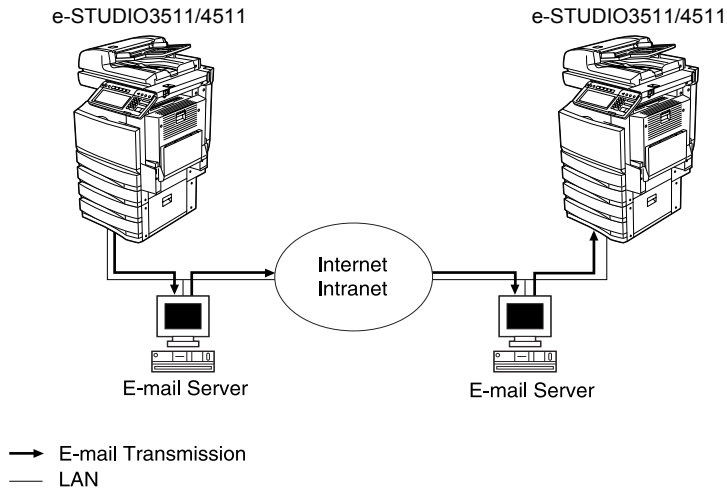 e-STUDIO3511/4511
e-STUDIO3511/4511
Internet
Intranet
E-mail Server
E-mail Server
E-mail Transmission
LAN